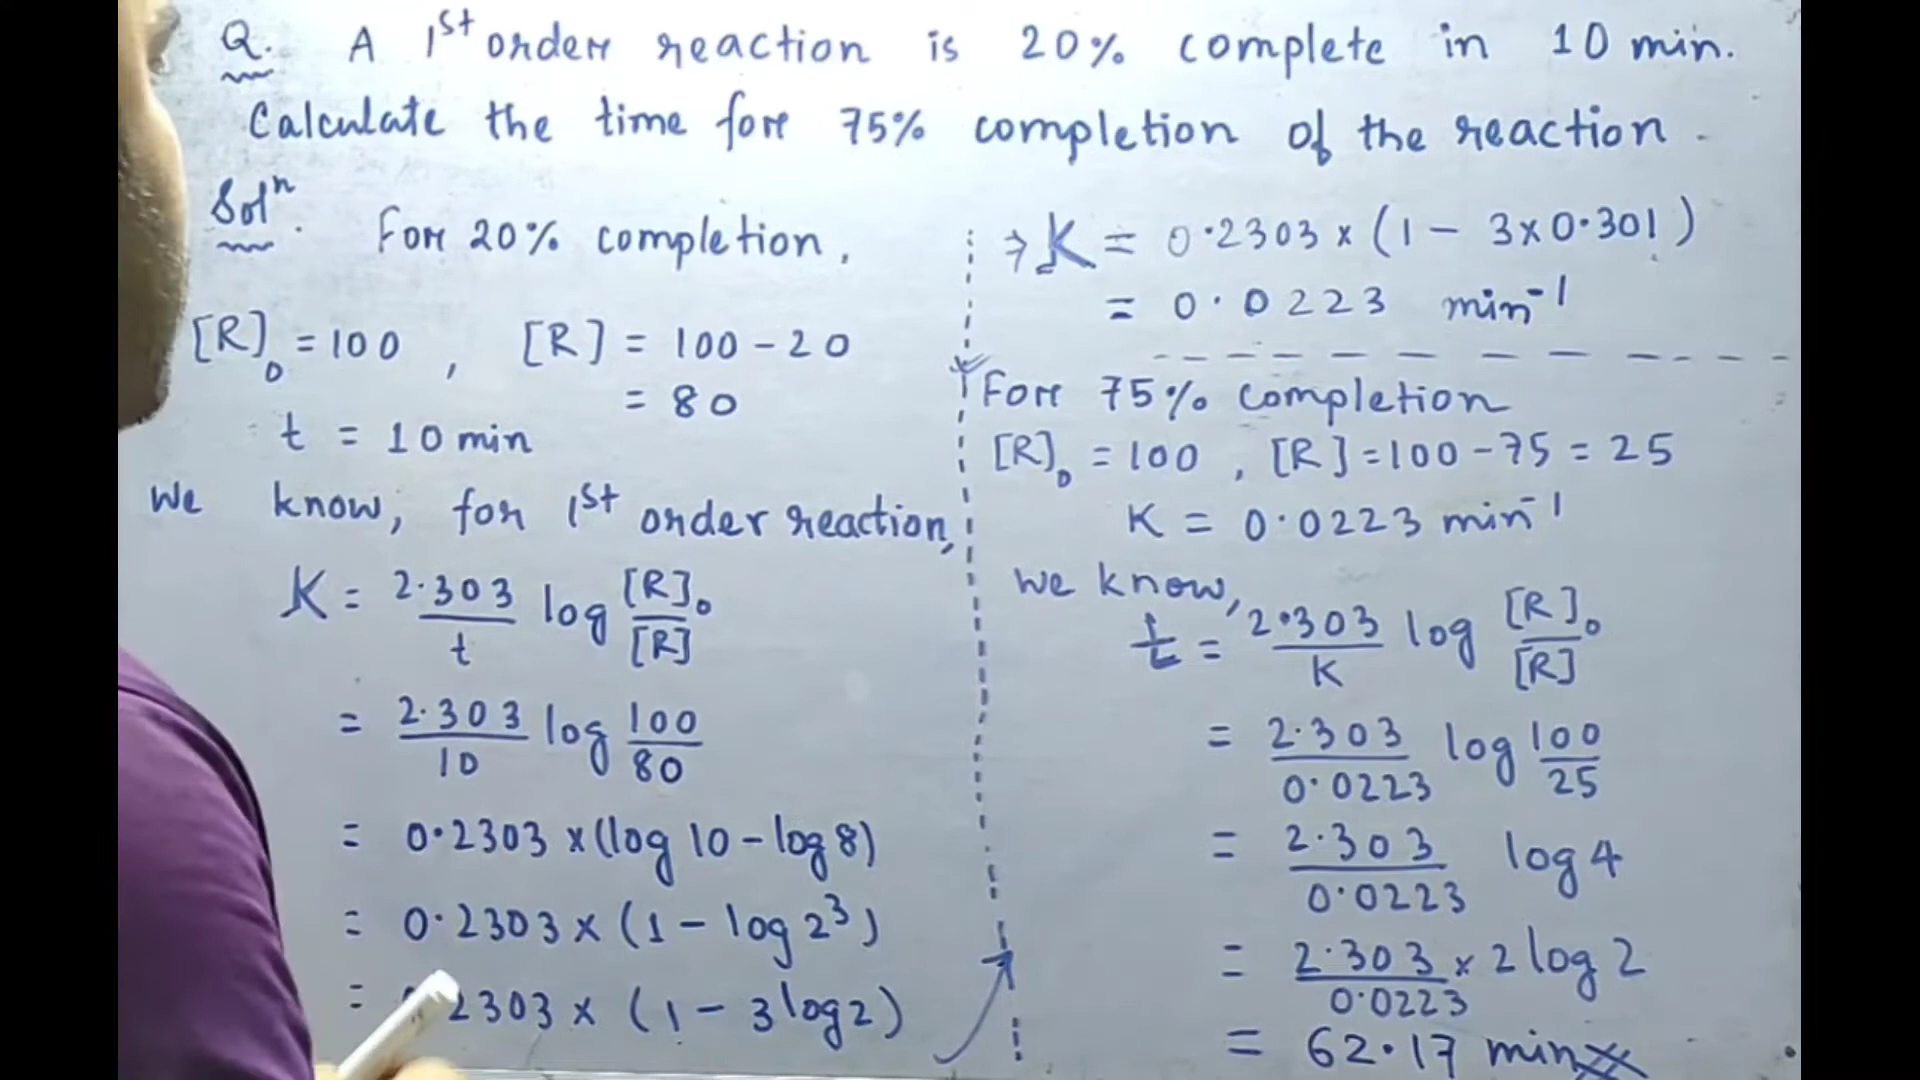 Q. A 1st order reaction is 20% complete in 10 min.
Calculate the time for 75% completion of the reaction.
Solⁿ. For 20% completion,
[R]₀ = 100, [R] = 100 - 20
= 80
t = 10 min
We know, for 1st order reaction,
K = 2.303/t log [R]₀/[R]
= 2.303/10 log 100/80
= 0.2303 × (log 10 - log 8)
= 0.2303 × (1 - log 2³)
= 2303 × (1 - 3 log 2)
⇒ K = 0.2303 × (1 - 3 × 0.301)
= 0.0223 min⁻¹
For 75% completion
[R]₀ = 100, [R] = 100 - 75 = 25
K = 0.0223 min⁻¹
We know,
t = 2.303/K log [R]₀/[R]
= 2.303/0.0223 log 100/25
= 2.303/0.0223 log 4
= 2.303/0.0223 × 2 log 2
= 62.17 min